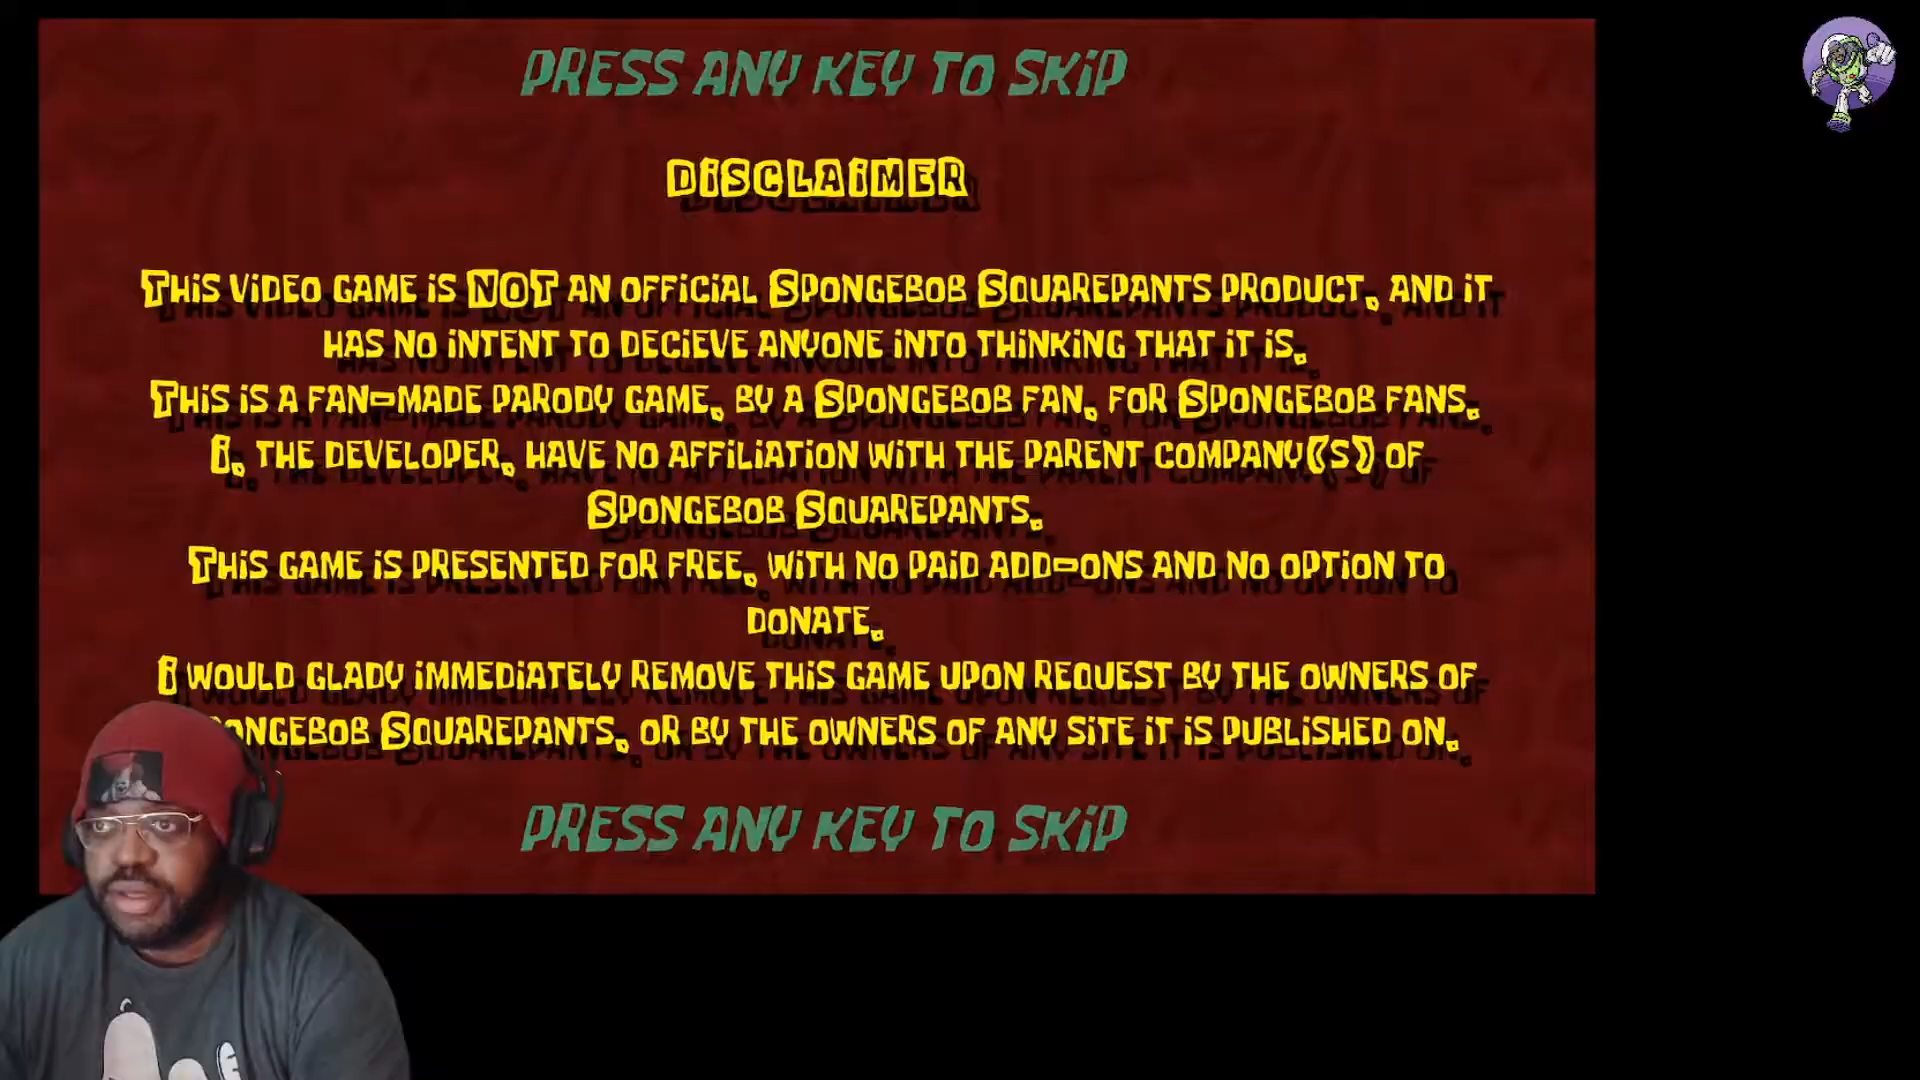 PRESS ANY KEY TO SKIP
DISCLAIMER
THIS VIDEO GAME IS NOT AN OFFICIAL SPONGEBOB SQUAREPANTS PRODUCT, AND IT
HAS NO INTENT TO DECIEVE ANYONE INTO THINKING THAT IT IS.
THIS IS A FAN-MADE PARODY GAME, BY A SPONGEBOB FAN, FOR SPONGEBOB FANS.
I, THE DEVELOPER, HAVE NO AFFILIATION WITH THE PARENT COMPANY(S) OF
SPONGEBOB SQUAREPANTS.
THIS GAME IS PRESENTED FOR FREE, WITH NO PAID ADD-ONS AND NO OPTION TO
DONATE.
I WOULD GLADY IMMEDIATELY REMOVE THIS GAME UPON REQUEST BY THE OWNERS OF
ONGEBOB SQUAREPANTS, OR BY THE OWNERS OF ANY SITE IT IS PUBLISHED ON.
PRESS ANY KEY TO SKIP